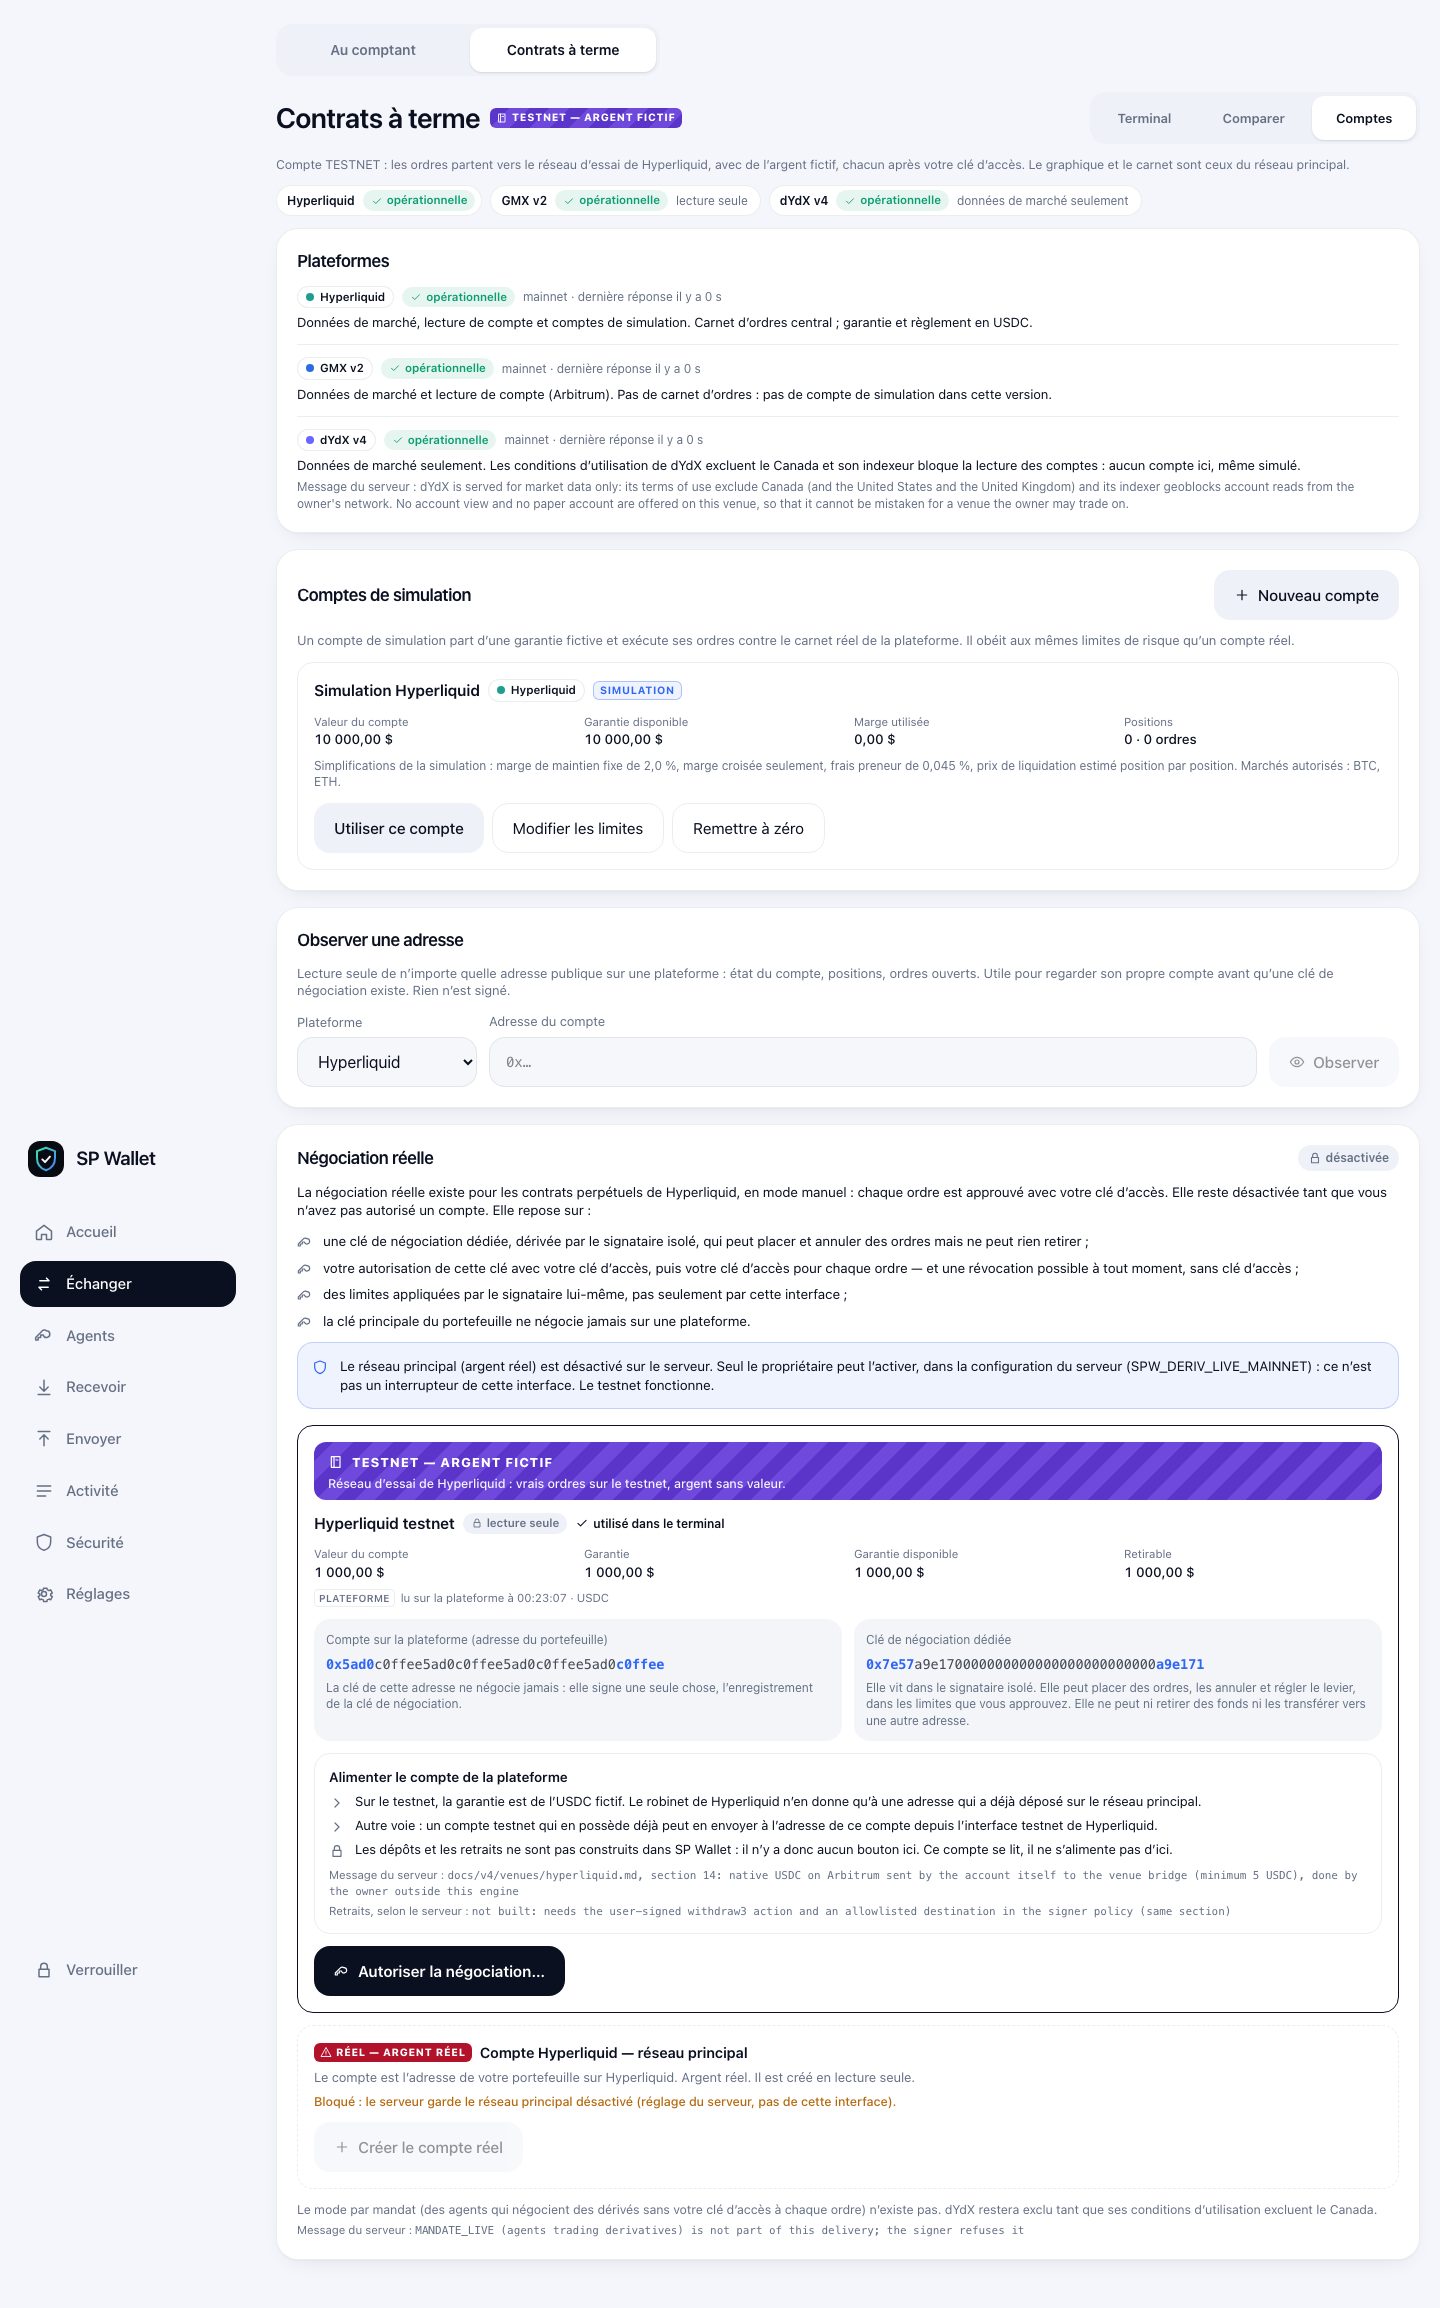 Au comptant
Contrats à terme
Contrats à terme
TESTNET — ARGENT FICTIF
Terminal
Comparer
Comptes
Compte TESTNET : les ordres partent vers le réseau d’essai de Hyperliquid, avec de l’argent fictif, chacun après votre clé d’accès. Le graphique et le carnet sont ceux du réseau principal.
Hyperliquid opérationnelle
GMX v2 opérationnelle lecture seule
dYdX v4 opérationnelle données de marché seulement
Plateformes
Hyperliquid opérationnelle mainnet · dernière réponse il y a 0 s
Données de marché, lecture de compte et comptes de simulation. Carnet d’ordres central ; garantie et règlement en USDC.
GMX v2 opérationnelle mainnet · dernière réponse il y a 0 s
Données de marché et lecture de compte (Arbitrum). Pas de carnet d’ordres : pas de compte de simulation dans cette version.
dYdX v4 opérationnelle mainnet · dernière réponse il y a 0 s
Données de marché seulement. Les conditions d’utilisation de dYdX excluent le Canada et son indexeur bloque la lecture des comptes : aucun compte ici, même simulé.
Message du serveur : dYdX is served for market data only: its terms of use exclude Canada (and the United States and the United Kingdom) and its indexer geoblocks account reads from the
owner's network. No account view and no paper account are offered on this venue, so that it cannot be mistaken for a venue the owner may trade on.
Comptes de simulation
Nouveau compte
Un compte de simulation part d’une garantie fictive et exécute ses ordres contre le carnet réel de la plateforme. Il obéit aux mêmes limites de risque qu’un compte réel.
Simulation Hyperliquid Hyperliquid SIMULATION
Valeur du compte
10 000,00 $
Garantie disponible
10 000,00 $
Marge utilisée
0,00 $
Positions
0 · 0 ordres
Simplifications de la simulation : marge de maintien fixe de 2,0 %, marge croisée seulement, frais preneur de 0,045 %, prix de liquidation estimé position par position. Marchés autorisés : BTC,
ETH.
Utiliser ce compte
Modifier les limites
Remettre à zéro
Observer une adresse
Lecture seule de n’importe quelle adresse publique sur une plateforme : état du compte, positions, ordres ouverts. Utile pour regarder son propre compte avant qu’une clé de
négociation existe. Rien n’est signé.
Plateforme
Hyperliquid
Adresse du compte
0x…
Observer
SP Wallet
Accueil
Échanger
Agents
Recevoir
Envoyer
Activité
Sécurité
Réglages
Verrouiller
Négociation réelle
désactivée
La négociation réelle existe pour les contrats perpétuels de Hyperliquid, en mode manuel : chaque ordre est approuvé avec votre clé d’accès. Elle reste désactivée tant que vous
n’avez pas autorisé un compte. Elle repose sur :
une clé de négociation dédiée, dérivée par le signataire isolé, qui peut placer et annuler des ordres mais ne peut rien retirer ;
votre autorisation de cette clé avec votre clé d’accès, puis votre clé d’accès pour chaque ordre — et une révocation possible à tout moment, sans clé d’accès ;
des limites appliquées par le signataire lui-même, pas seulement par cette interface ;
la clé principale du portefeuille ne négocie jamais sur une plateforme.
Le réseau principal (argent réel) est désactivé sur le serveur. Seul le propriétaire peut l’activer, dans la configuration du serveur (SPW_DERIV_LIVE_MAINNET) : ce n’est
pas un interrupteur de cette interface. Le testnet fonctionne.
TESTNET — ARGENT FICTIF
Réseau d’essai de Hyperliquid : vrais ordres sur le testnet, argent sans valeur.
Hyperliquid testnet lecture seule utilisé dans le terminal
Valeur du compte
1 000,00 $
Garantie
1 000,00 $
Garantie disponible
1 000,00 $
Retirable
1 000,00 $
PLATEFORME lu sur la plateforme à 00:23:07 · USDC
Compte sur la plateforme (adresse du portefeuille)
0x5ad0c0ffee5ad0c0ffee5ad0c0ffee5ad0c0ffee
La clé de cette adresse ne négocie jamais : elle signe une seule chose, l’enregistrement
de la clé de négociation.
Clé de négociation dédiée
0x7e57a9e170000000000000000000000000a9e171
Elle vit dans le signataire isolé. Elle peut placer des ordres, les annuler et régler le levier,
dans les limites que vous approuvez. Elle ne peut ni retirer des fonds ni les transférer vers
une autre adresse.
Alimenter le compte de la plateforme
Sur le testnet, la garantie est de l’USDC fictif. Le robinet de Hyperliquid n’en donne qu’à une adresse qui a déjà déposé sur le réseau principal.
Autre voie : un compte testnet qui en possède déjà peut en envoyer à l’adresse de ce compte depuis l’interface testnet de Hyperliquid.
Les dépôts et les retraits ne sont pas construits dans SP Wallet : il n’y a donc aucun bouton ici. Ce compte se lit, il ne s’alimente pas d’ici.
Message du serveur : docs/v4/venues/hyperliquid.md, section 14: native USDC on Arbitrum sent by the account itself to the venue bridge (minimum 5 USDC), done by
the owner outside this engine
Retraits, selon le serveur : not built: needs the user-signed withdraw3 action and an allowlisted destination in the signer policy (same section)
Autoriser la négociation…
RÉEL — ARGENT RÉEL Compte Hyperliquid — réseau principal
Le compte est l’adresse de votre portefeuille sur Hyperliquid. Argent réel. Il est créé en lecture seule.
Bloqué : le serveur garde le réseau principal désactivé (réglage du serveur, pas de cette interface).
Créer le compte réel
Le mode par mandat (des agents qui négocient des dérivés sans votre clé d’accès à chaque ordre) n’existe pas. dYdX restera exclu tant que ses conditions d’utilisation excluent le Canada.
Message du serveur : MANDATE_LIVE (agents trading derivatives) is not part of this delivery; the signer refuses it